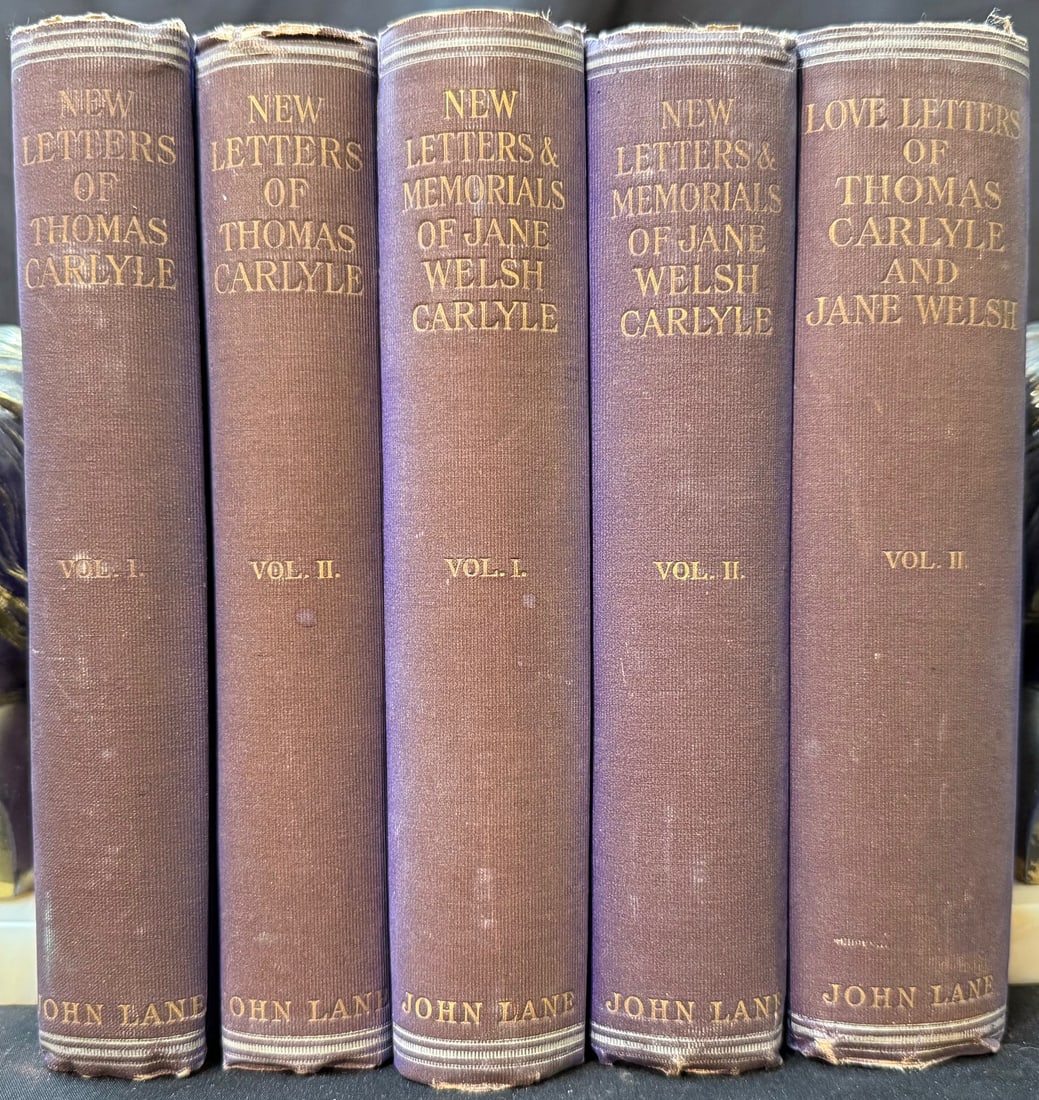 NEW
LETTERS
OF
THOMAS
CARLYLE
VOL. I.
JOHN LANE
NEW
LETTERS
OF
THOMAS
CARLYLE
VOL. II.
OHN LANE
NEW
LETTERS &
MEMORIALS
OF JANE
WELSH
CARLYLE
VOL. I.
JOHN LANE
NEW
LETTERS &
MEMORIALS
OF JANE
WELSH
CARLYLE
VOL. II.
JOHN LANE
LOVE LETTERS
OF
THOMAS
CARLYLE
AND
JANE WELSH
VOL. II.
JOHN LANE